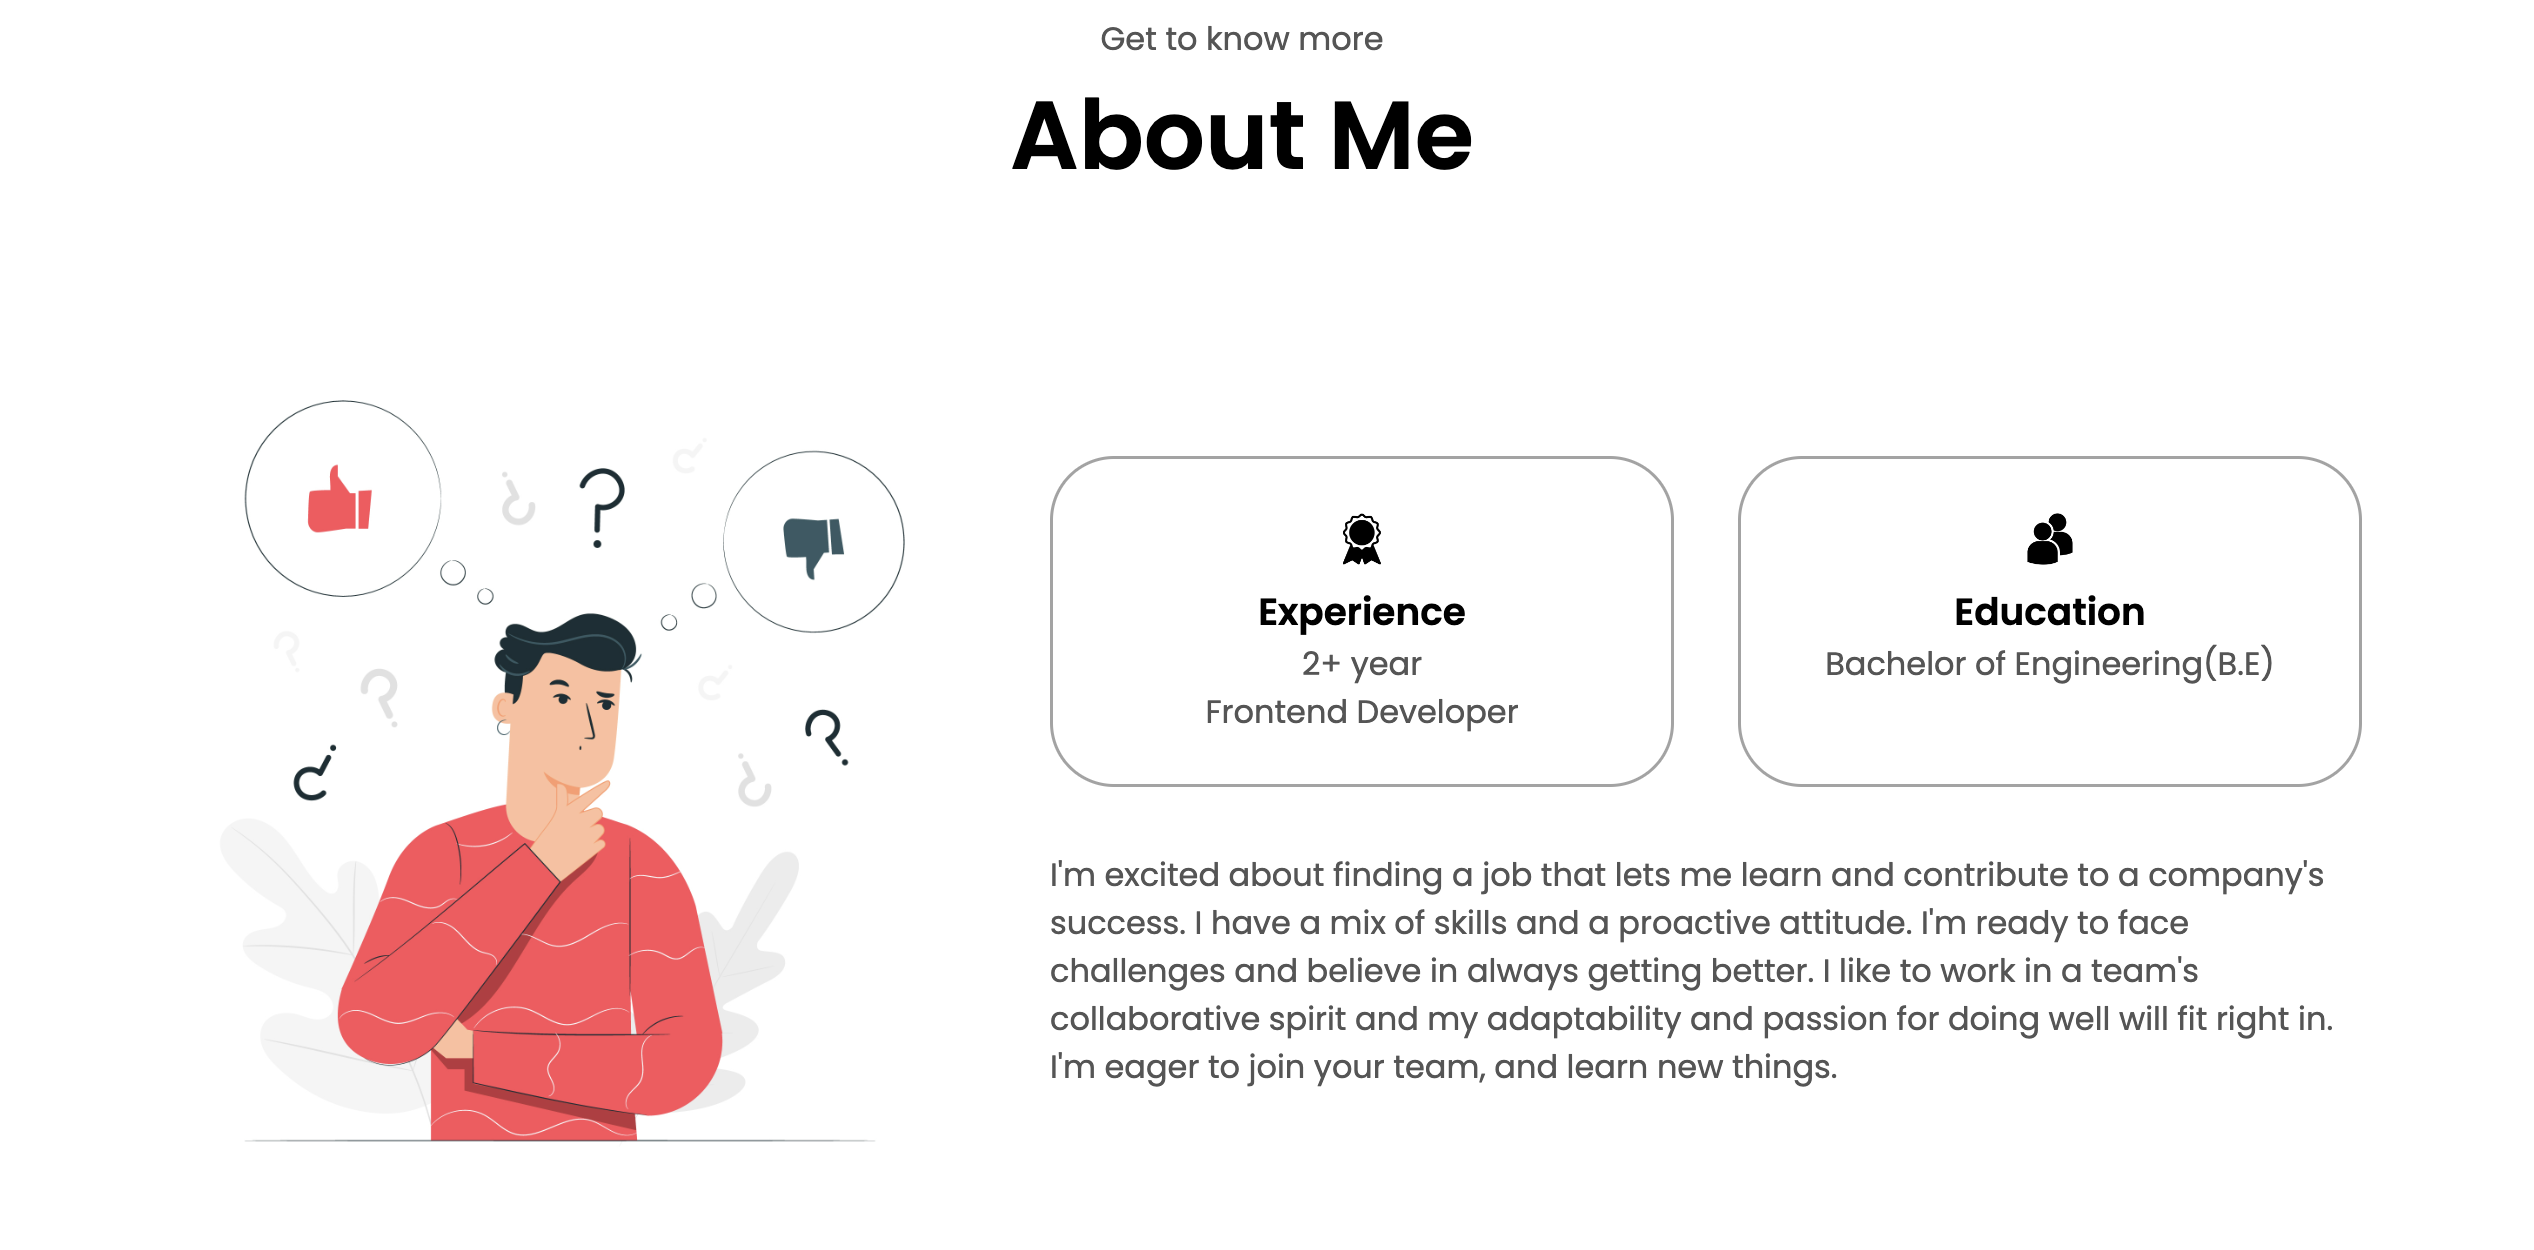 Get to know more
About Me
Experience
2+ year
Frontend Developer
Education
Bachelor of Engineering(B.E)
I'm excited about finding a job that lets me learn and contribute to a company's
success. I have a mix of skills and a proactive attitude. I'm ready to face
challenges and believe in always getting better. I like to work in a team's
collaborative spirit and my adaptability and passion for doing well will fit right in.
I'm eager to join your team, and learn new things.